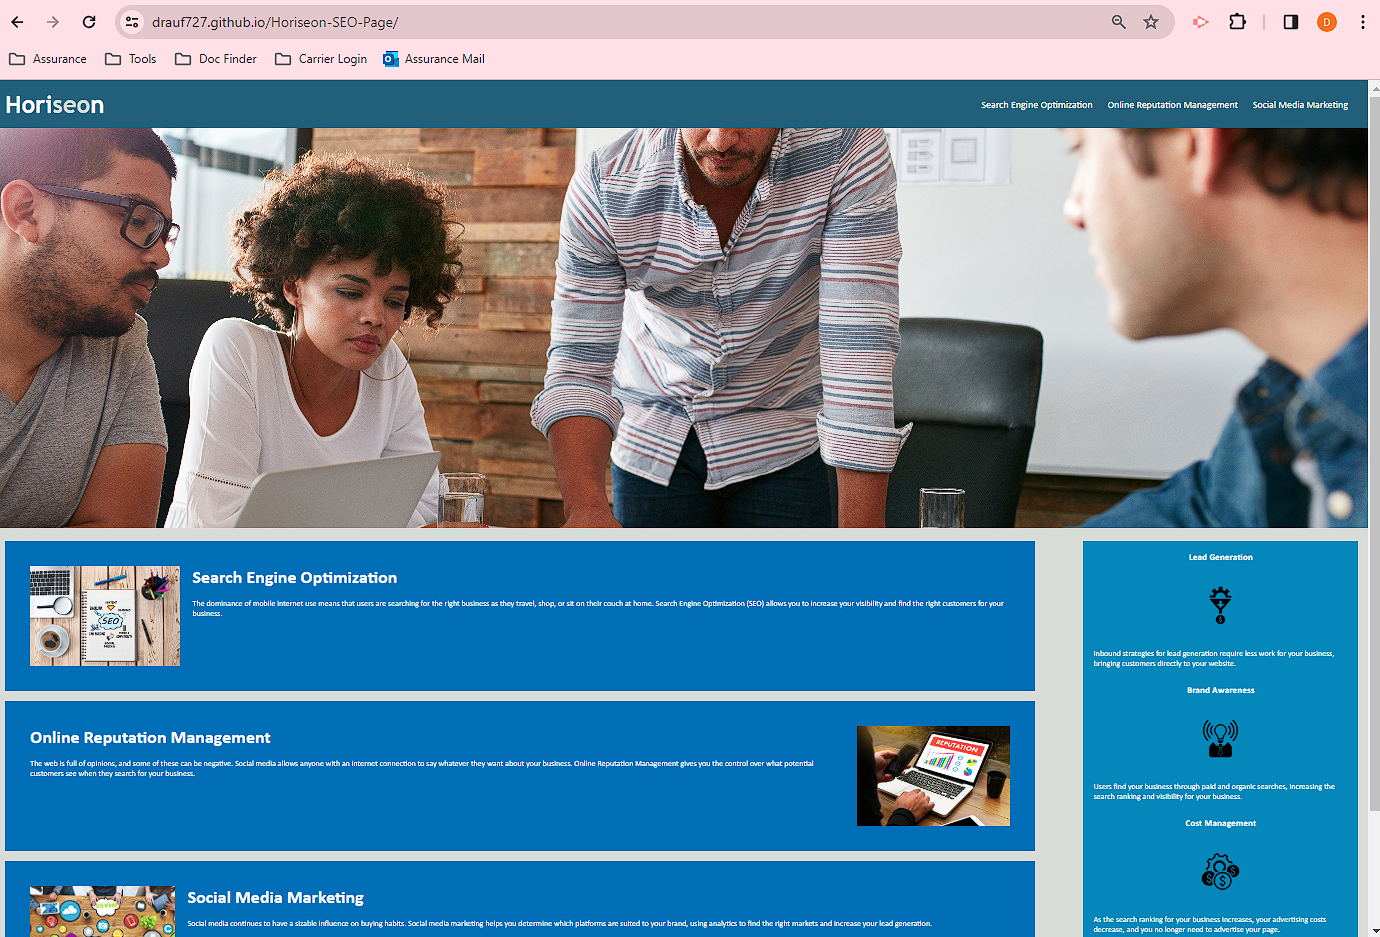 drauf727.github.io/Horiseon-SEO-Page/
D
Assurance
Tools
Doc Finder
Carrier Login
Assurance Mail
Horiseon
Search Engine Optimization
Online Reputation Management
Social Media Marketing
SEO
Search Engine Optimization
The dominance of mobile internet use means that users are searching for the right business as they travel, shop, or sit on their couch at home. Search Engine Optimization (SEO) allows you to increase your visibility and find the right customers for your
business.
Online Reputation Management
The web is full of opinions, and some of these can be negative. Social media allows anyone with an internet connection to say whatever they want about your business. Online Reputation Management gives you the control over what potential
customers see when they search for your business.
REPUTATION
Social Media Marketing
Social media continues to have a sizable influence on buying habits. Social media marketing helps you determine which platforms are suited to your brand, using analytics to find the right markets and increase your lead generation.
Lead Generation
Inbound strategies for lead generation require less work for your business,
bringing customers directly to your website.
Brand Awareness
Users find your business through paid and organic searches, increasing the
search ranking and visibility for your business.
Cost Management
As the search ranking for your business increases, your advertising costs
decrease, and you no longer need to advertise your page.